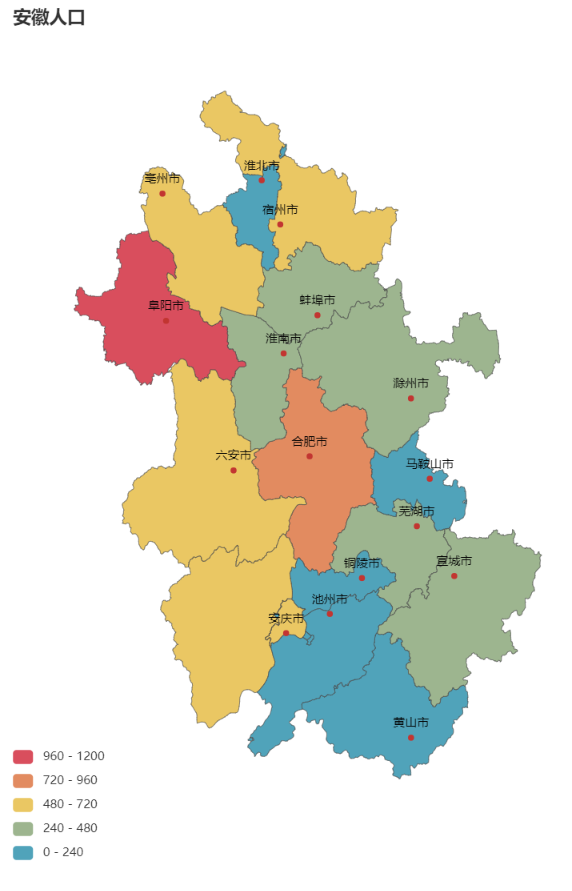 安徽人口
淮北市
亳州市
宿州市
蚌埠市
阜阳市
淮南市
滁州市
合肥市
六安市
马鞍山市
芜湖市
宣城市
铜陵市
池州市
安庆市
黄山市
960 - 1200
720 - 960
480 - 720
240 - 480
0 - 240